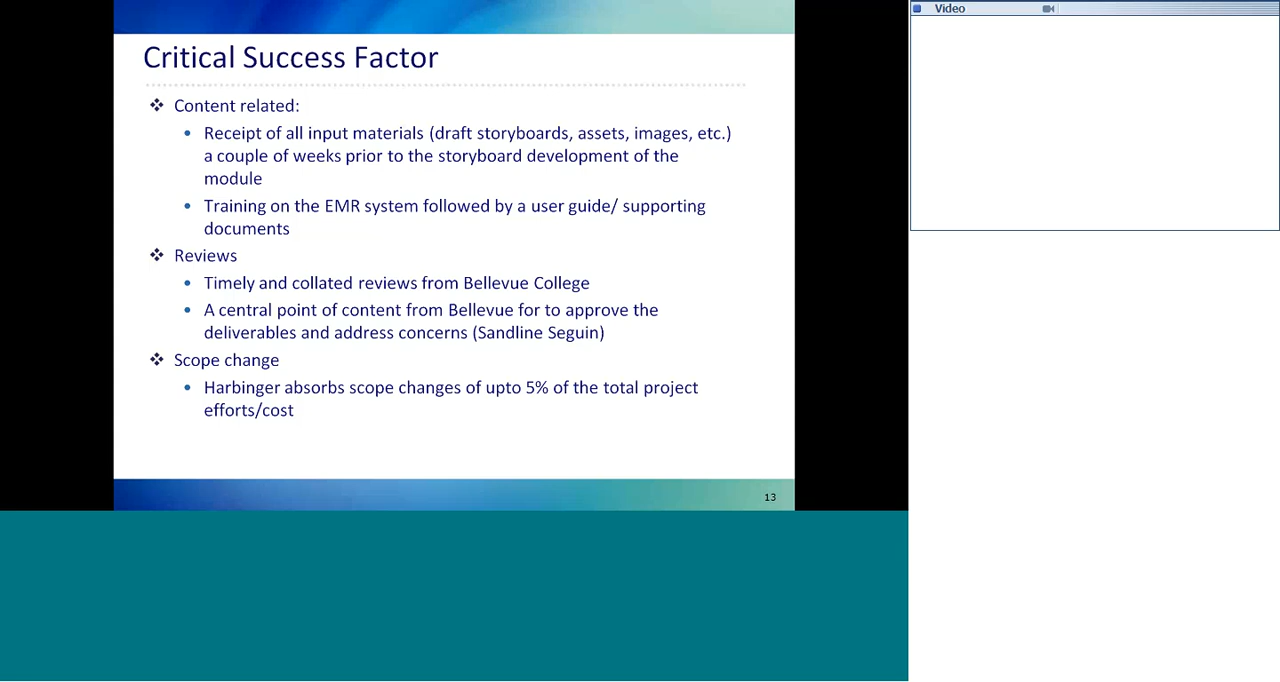 Video
Critical Success Factor
❖ Content related:
• Receipt of all input materials (draft storyboards, assets, images, etc.)
a couple of weeks prior to the storyboard development of the
module
• Training on the EMR system followed by a user guide/ supporting
documents
❖ Reviews
• Timely and collated reviews from Bellevue College
• A central point of content from Bellevue for to approve the
deliverables and address concerns (Sandline Seguin)
❖ Scope change
• Harbinger absorbs scope changes of upto 5% of the total project
efforts/cost
13